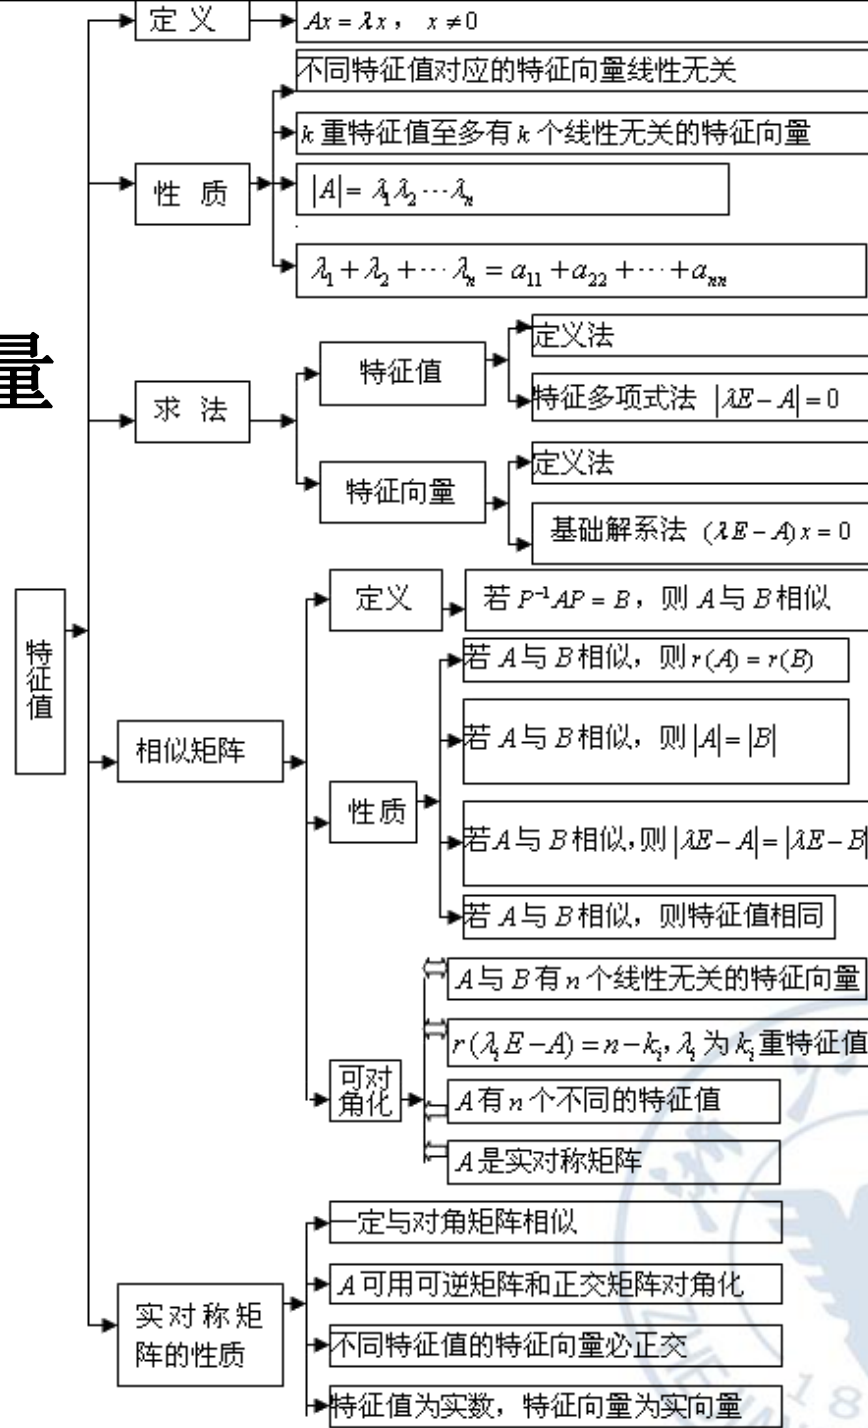 定 义
Ax = λx， x ≠ 0
不同特征值对应的特征向量线性无关
k 重特征值至多有 k 个线性无关的特征向量
性 质
|A| = λ₁λ₂⋯λₙ
λ₁ + λ₂ + ⋯ λₙ = a₁₁ + a₂₂ + ⋯ + aₙₙ
量
求 法
特征值
定义法
特征多项式法 |λE − A| = 0
特征向量
定义法
基础解系法 (λE − A)x = 0
特征值
相似矩阵
定义
若 P⁻¹AP = B，则 A 与 B 相似
性质
若 A 与 B 相似，则 r(A) = r(B)
若 A 与 B 相似，则 |A| = |B|
若 A 与 B 相似，则 |λE − A| = |λE − B|
若 A 与 B 相似，则特征值相同
可对
角化
A 与 B 有 n 个线性无关的特征向量
r(λᵢE − A) = n − kᵢ, λᵢ 为 kᵢ 重特征值
A 有 n 个不同的特征值
A 是实对称矩阵
实对称矩
阵的性质
一定与对角矩阵相似
A 可用可逆矩阵和正交矩阵对角化
不同特征值的特征向量必正交
特征值为实数，特征向量为实向量